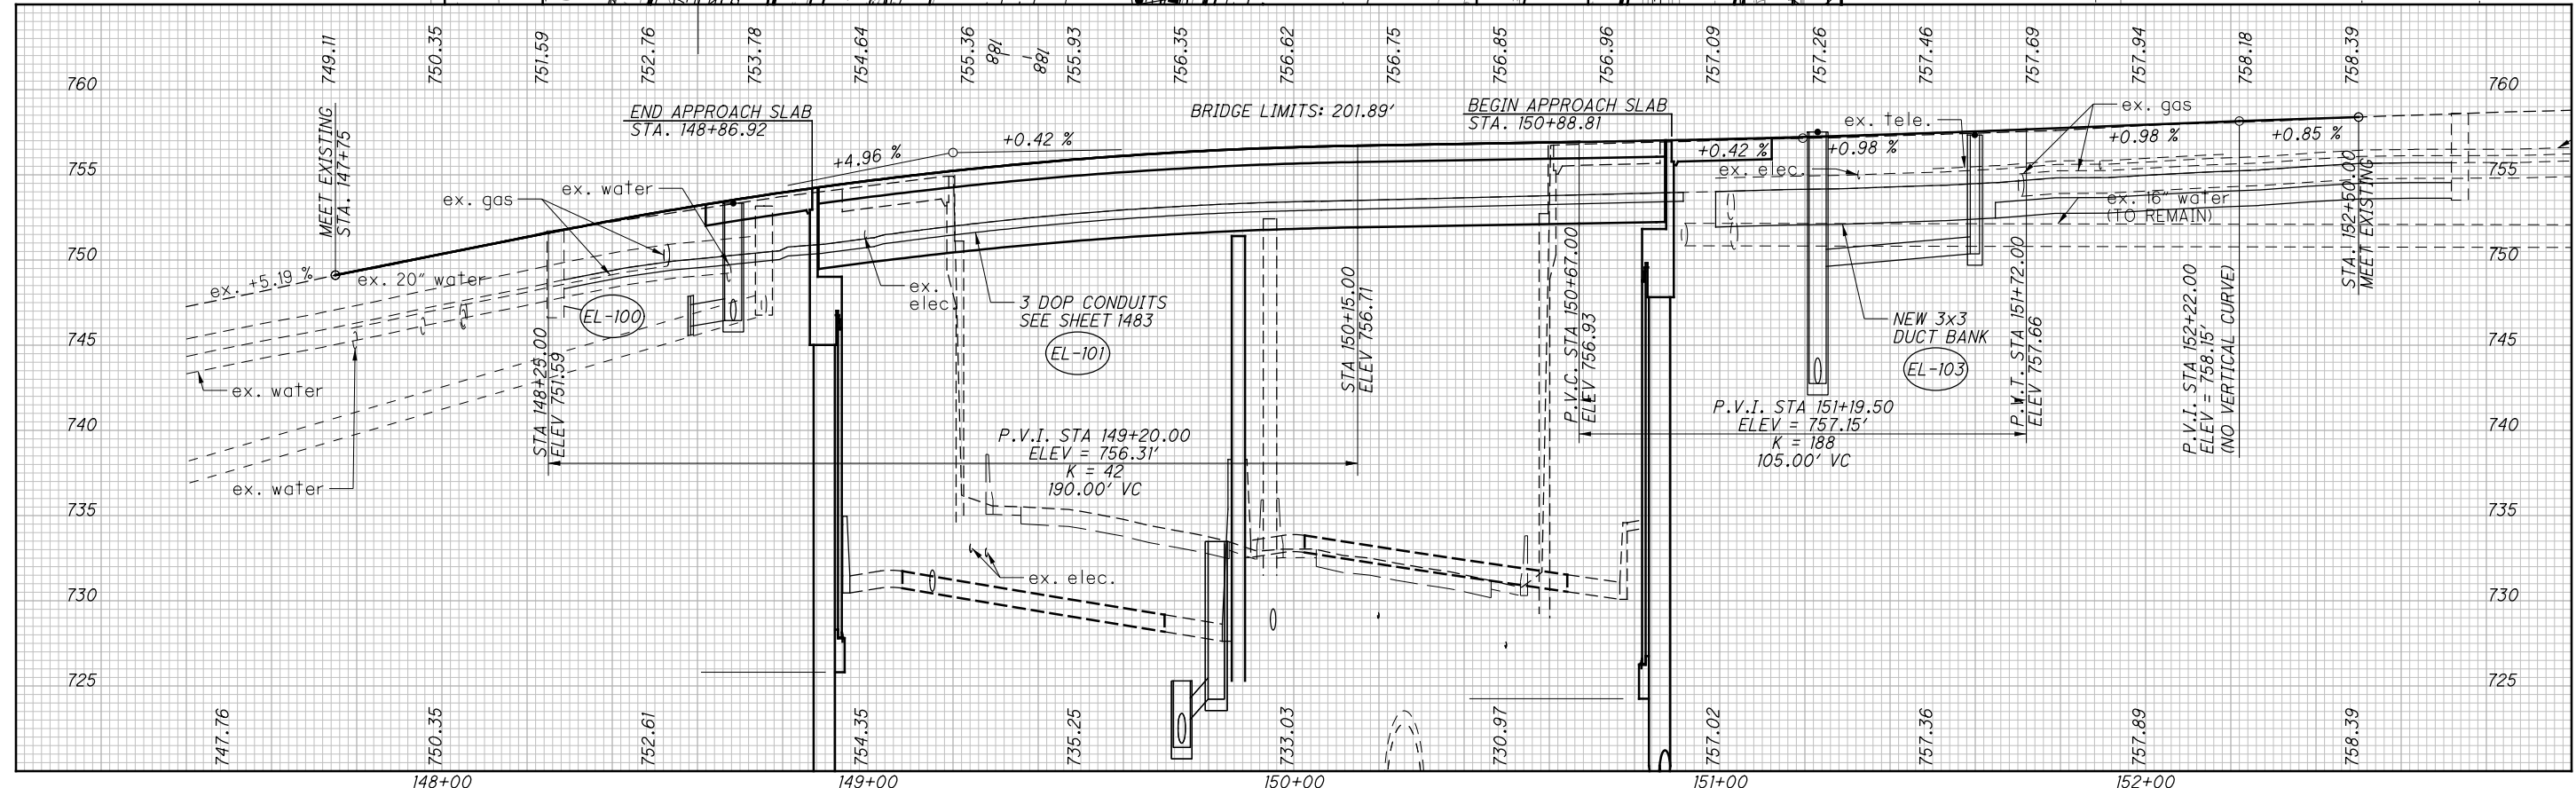 749.11
750.35
751.59
752.76
753.78
754.64
755.36
188
188
755.93
756.35
756.62
756.75
756.85
756.96
757.09
757.26
757.46
757.69
757.94
758.18
758.39
760
760
MEET EXISTING
STA. 147+75
END APPROACH SLAB
STA. 148+86.92
BRIDGE LIMITS: 201.89'
BEGIN APPROACH SLAB
STA. 150+88.81
+4.96 %
+0.42 %
+0.42 %
+0.98 %
ex. tele.
ex. gas
+0.98 %
+0.85 %
755
755
ex. water
ex. gas
ex. elec.
ex. 16" water
(TO REMAIN)
STA. 152+50.00
MEET EXISTING
750
750
ex. +5.19 %
ex. 20" water
EL-100
ex.
elec.
3 DOP CONDUITS
SEE SHEET 1483
EL-101
NEW 3x3
DUCT BANK
EL-103
745
745
STA 148+25.00
ELEV 751.59
STA 150+15.00
ELEV 756.71
P.V.C. STA 150+67.00
ELEV 756.93
P.V.T. STA 151+72.00
ELEV 757.66
P.V.I. STA 152+22.00
ELEV = 758.15'
(NO VERTICAL CURVE)
ex. water
740
740
P.V.I. STA 149+20.00
ELEV = 756.31'
K = 42
190.00' VC
P.V.I. STA 151+19.50
ELEV = 757.15'
K = 188
105.00' VC
ex. water
735
735
ex. elec.
730
730
725
725
747.76
750.35
752.61
754.35
735.25
733.03
730.97
757.02
757.36
757.89
758.39
148+00
149+00
150+00
151+00
152+00